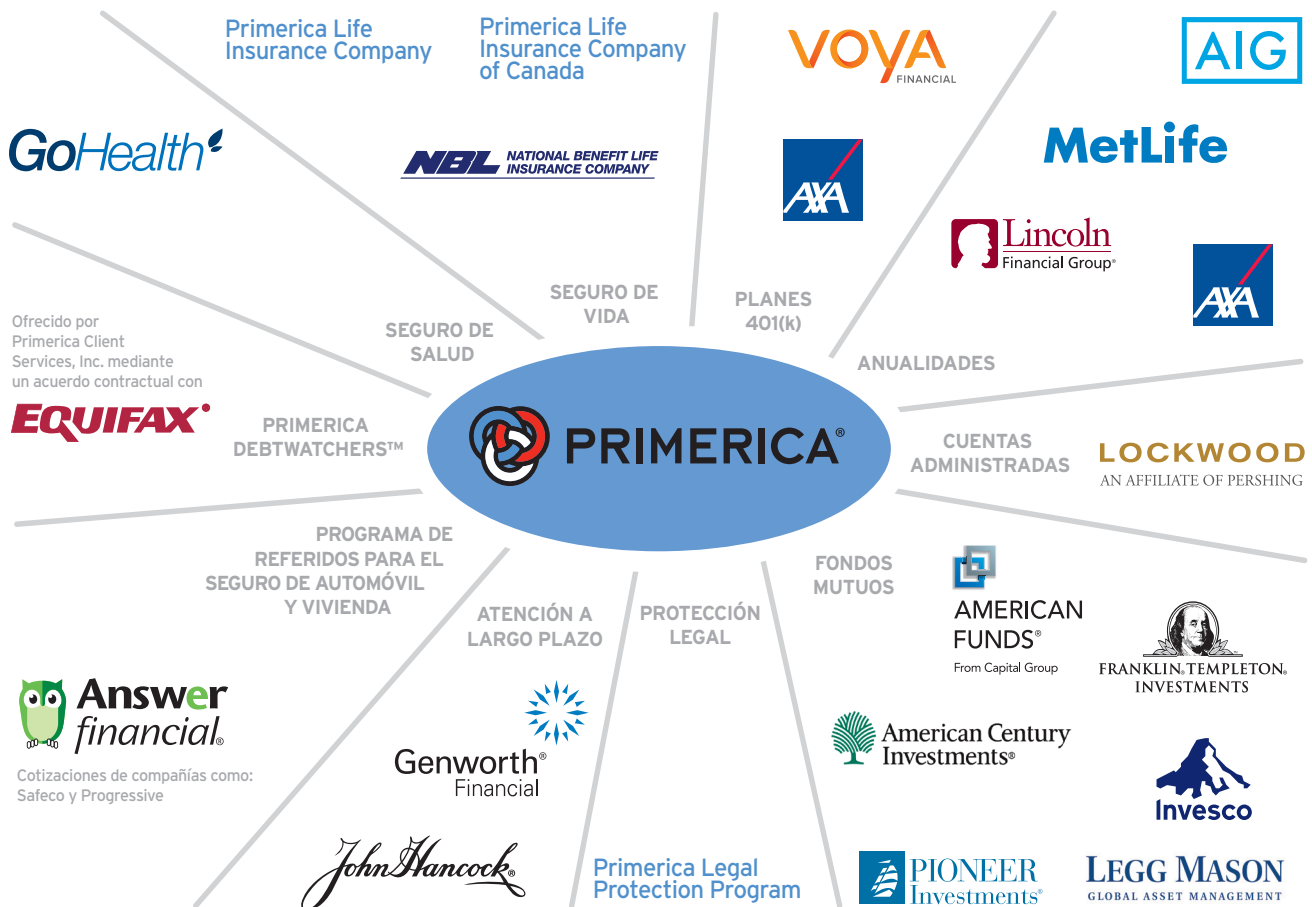 Primerica Life
Insurance Company
Primerica Life
Insurance Company
of Canada
VOYA
FINANCIAL
AIG
GoHealth
NBL NATIONAL BENEFIT LIFE
INSURANCE COMPANY
AXA
MetLife
Lincoln
Financial Group®
AXA
SEGURO DE
VIDA
PLANES
401(k)
SEGURO DE
SALUD
ANUALIDADES
Ofrecido por
Primerica Client
Services, Inc. mediante
un acuerdo contractual con
EQUIFAX
PRIMERICA
DEBTWATCHERS™
PRIMERICA®
CUENTAS
ADMINISTRADAS
LOCKWOOD
AN AFFILIATE OF PERSHING
PROGRAMA DE
REFERIDOS PARA EL
SEGURO DE AUTOMÓVIL
Y VIVIENDA
ATENCIÓN A
LARGO PLAZO
PROTECCIÓN
LEGAL
FONDOS
MUTUOS
AMERICAN
FUNDS®
From Capital Group
FRANKLIN® TEMPLETON®
INVESTMENTS
Answer
financial®
Cotizaciones de compañías como:
Safeco y Progressive
Genworth®
Financial
American Century
Investments®
Invesco
John Hancock®
Primerica Legal
Protection Program
PIONEER
Investments®
LEGG MASON
GLOBAL ASSET MANAGEMENT